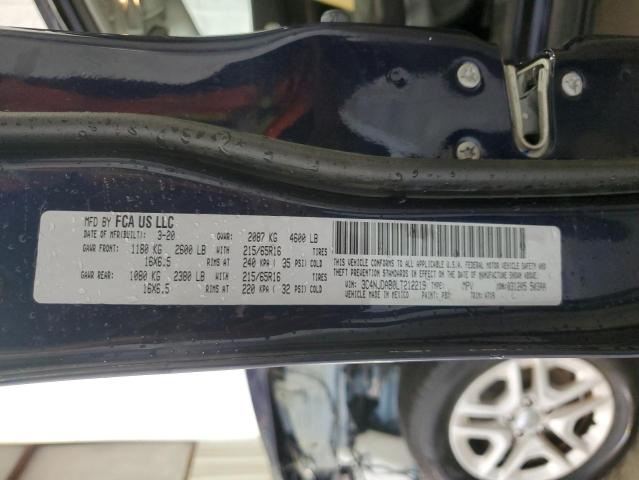 MFD BY FCA US LLC
DATE OF MFR(BUILT): 3-20 GVWR: 2087 KG 4600 LB
GAWR FRONT: 1180 KG 2600 LB WITH 215/65R16 TIRES
16X6.5 RIMS AT 240 KPA ( 35 PSI) COLD
GAWR REAR: 1080 KG 2380 LB WITH 215/65R16 TIRES
16X6.5 RIMS AT 220 KPA ( 32 PSI) COLD
THIS VEHICLE CONFORMS TO ALL APPLICABLE U.S.A. FEDERAL MOTOR VEHICLE SAFETY AND
THEFT PREVENTION STANDARDS IN EFFECT ON THE DATE OF MANUFACTURE SHOWN ABOVE.
VIN: 3C4NJDAB0LT212219 TYPE: MPV
VEHICLE MADE IN MEXICO PAINT: PBX TRIM: